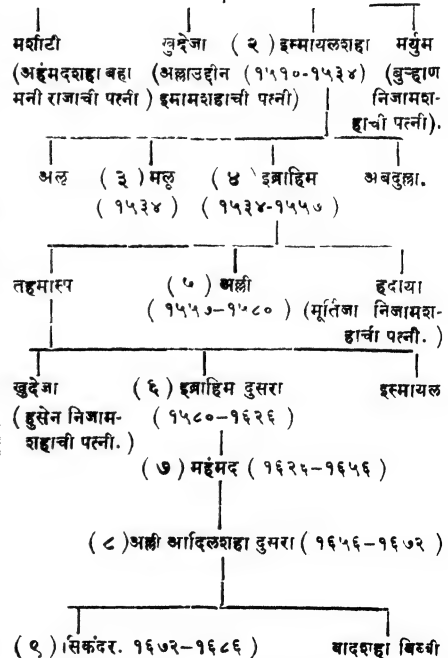 मशीटी खुदेजा ( २ ) इस्मायलशहा मर्युम
(अहंमदशहा बहा (अल्लाउद्दीन (१५१०-१५३४) (बुऱ्हाण
मनी राजाची पत्नी ) इमामशहाची पत्नी) निजामश-
हाची पत्नी).
अलू ( ३ ) मलू ( ४ ) इब्राहिम अबदुल्ला.
( १५३४ ) ( १५३४-१५५७ )
तहमास्प ( ५ ) अल्ली हदाया
( १५५७-१५८० ) (मूर्तिजा निजामश-
हाची पत्नी. )
खुदेजा ( ६ ) इब्राहिम दुसरा इस्मायल
( हुसेन निजाम- ( १५८०-१६२६ )
शहाची पत्नी. )
( ७ ) महंमद ( १६२६-१६५६ )
( ८ )अल्ली आदिलशहा दुसरा ( १६५६-१६७२ )
( ९ ) सिकंदर. १६७२-१६८६ ) बादशहा बिब्बी